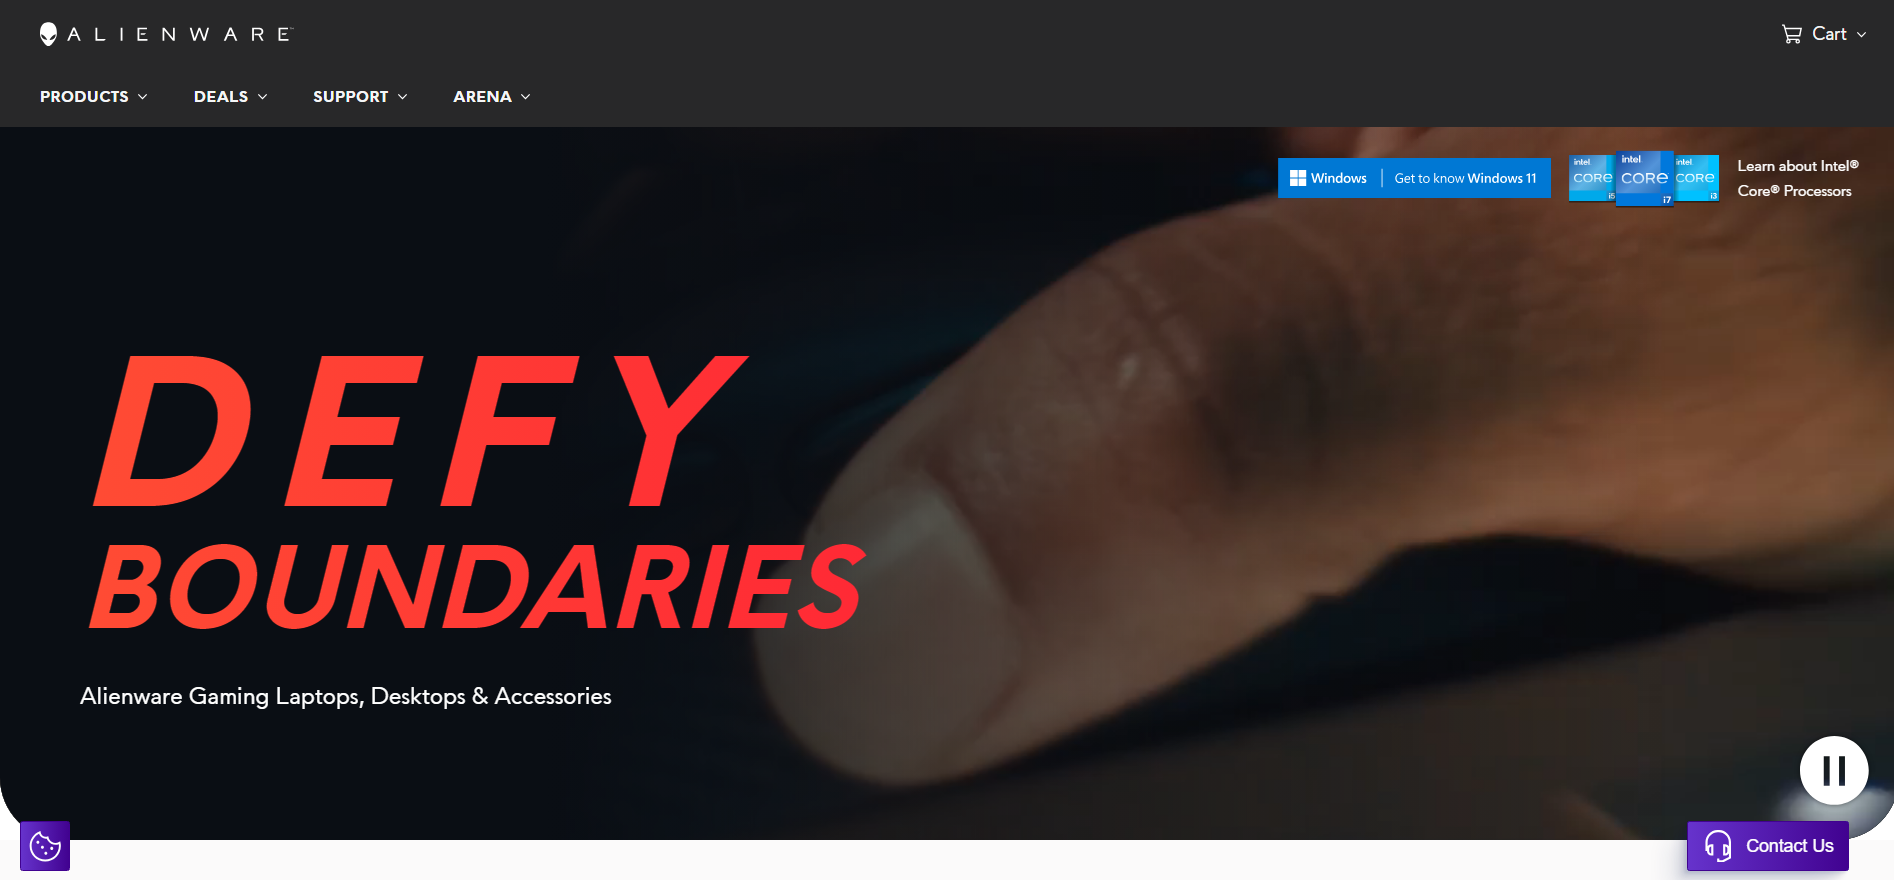 ALIENWARE™
Cart
PRODUCTS
DEALS
SUPPORT
ARENA
Windows | Get to know Windows 11
intel CORE i5
intel CORE i7
intel CORE i3
Learn about Intel®
Core® Processors
DEFY
BOUNDARIES
Alienware Gaming Laptops, Desktops & Accessories
Contact Us